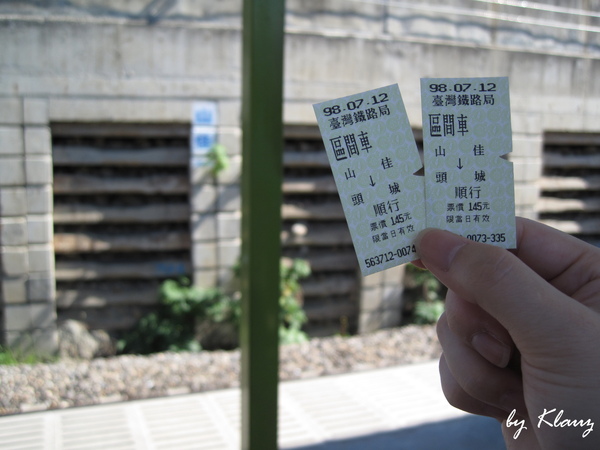 98.07.12
臺灣鐵路局
區間車
山 佳
↓
頭 城
順行
票價 145元
限當日有效
563712-0074
98.07.12
臺灣鐵路局
區間車
山 佳
↓
頭 城
順行
票價 145元
限當日有效
0073-335
山佳
by Klauz